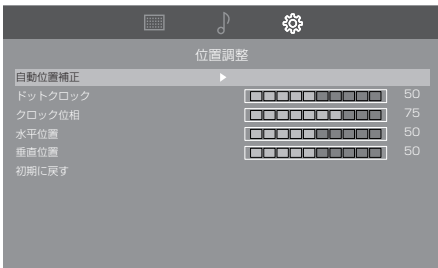 位置調整
自動位置補正
ドットクロック 50
クロック位相 75
水平位置 50
垂直位置 50
初期に戻す